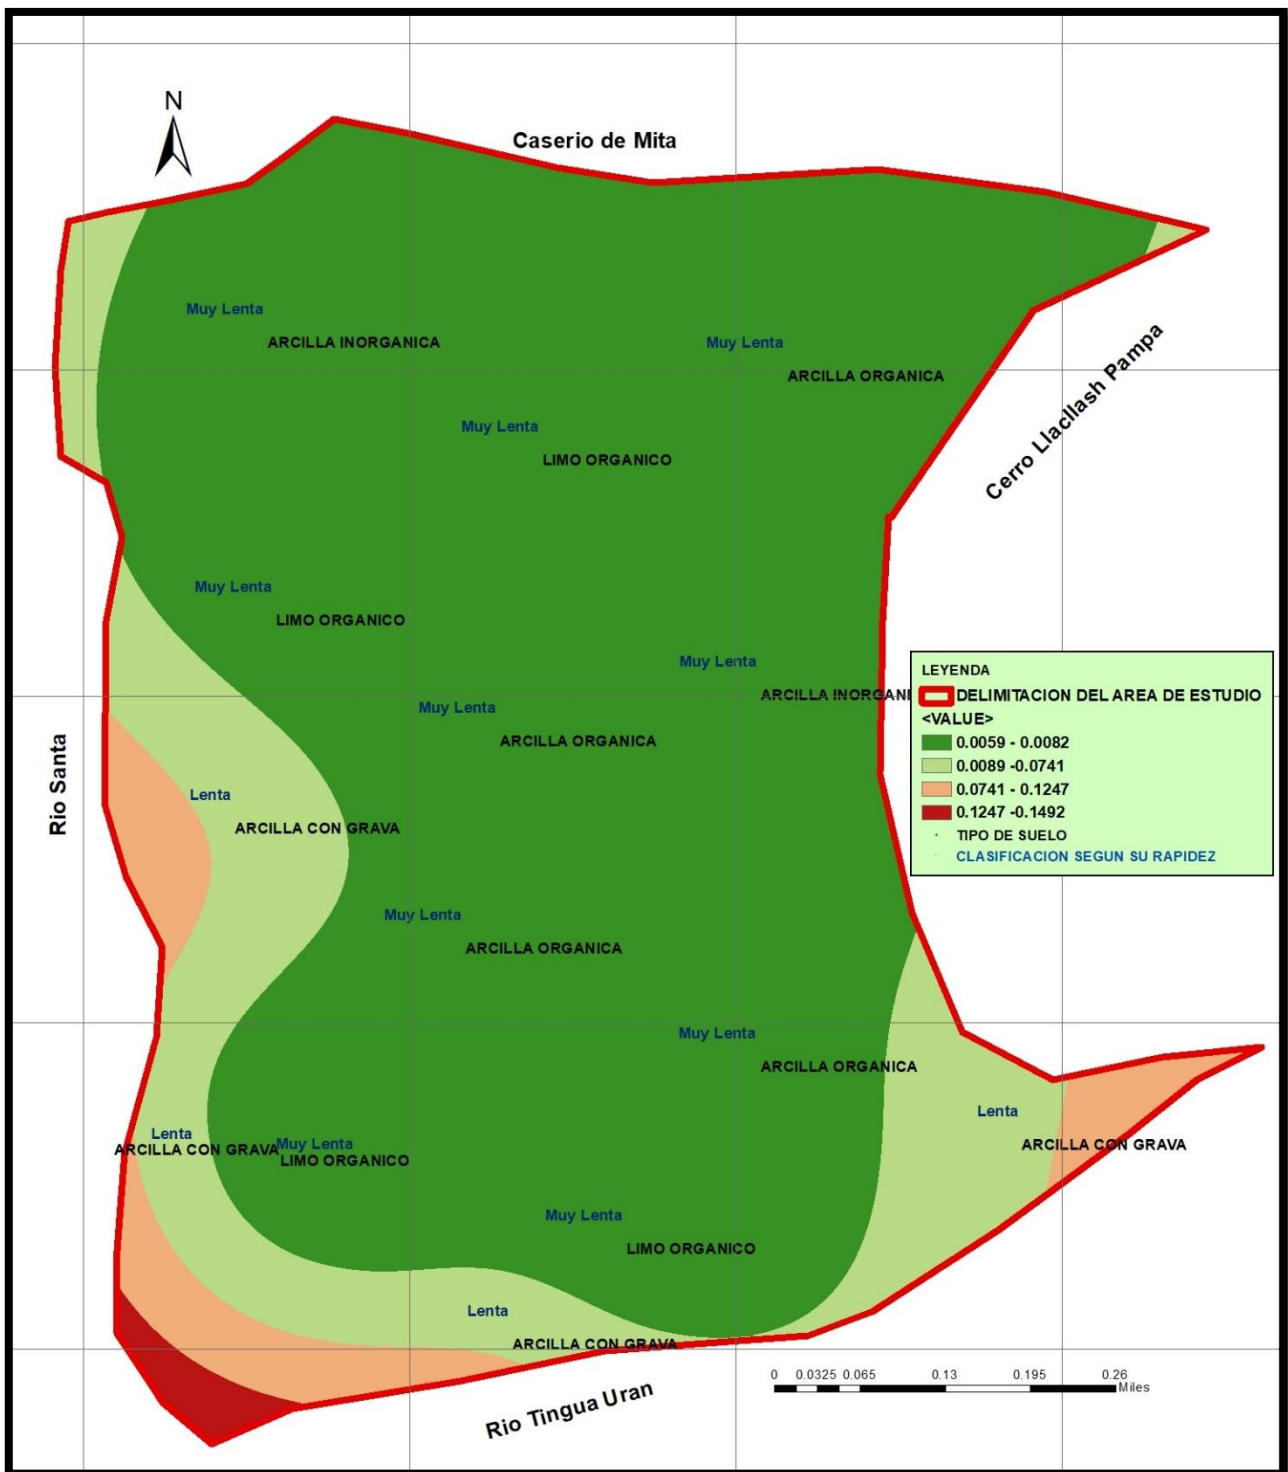 N
Caserio de Mita
Muy Lenta
ARCILLA INORGANICA
Muy Lenta
ARCILLA ORGANICA
Cerro Llacllash Pampa
Muy Lenta
LIMO ORGANICO
Muy Lenta
LIMO ORGANICO
Muy Lenta
ARCILLA INORGANI
Muy Lenta
ARCILLA ORGANICA
Rio Santa
Lenta
ARCILLA CON GRAVA
LEYENDA
DELIMITACION DEL AREA DE ESTUDIO
<VALUE>
0.0059 - 0.0082
0.0089 -0.0741
0.0741 - 0.1247
0.1247 -0.1492
TIPO DE SUELO
CLASIFICACION SEGUN SU RAPIDEZ
Muy Lenta
ARCILLA ORGANICA
Muy Lenta
ARCILLA ORGANICA
Lenta
ARCILLA CON GRAVA
Lenta
ARCILLA CON GRAVA
Muy Lenta
LIMO ORGANICO
Muy Lenta
LIMO ORGANICO
Lenta
ARCILLA CON GRAVA
Rio Tingua Uran
0 0.0325 0.065 0.13 0.195 0.26
Miles